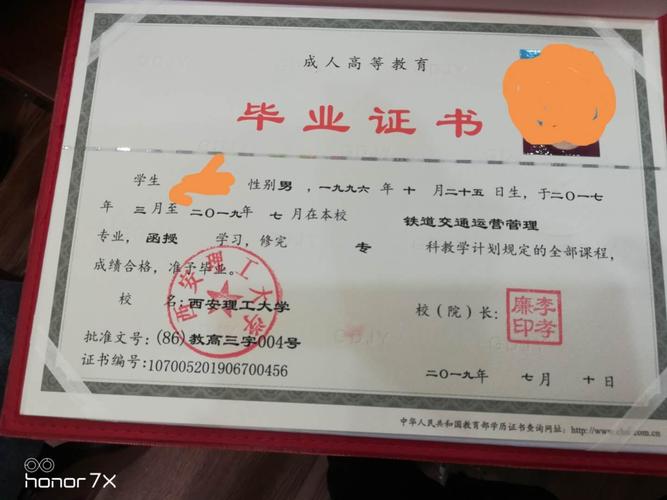 成人高等教育
毕业证书
学生 性别男，一九九六年十月二十五日生，于二〇一七
年三月至二〇一九年七月在本校 铁道交通运营管理
专业，函授 学习，修完 专 科教学计划规定的全部课程，
成绩合格，准予毕业。
校 名：西安理工大学
西安理工大学
校（院）长：
李孝廉印
批准文号：(86)教高三字004号
证书编号：107005201906700456
二〇一九年 七月 十日
中华人民共和国教育部学历证书查询网址：http://www.chsi.com.cn
honor 7X